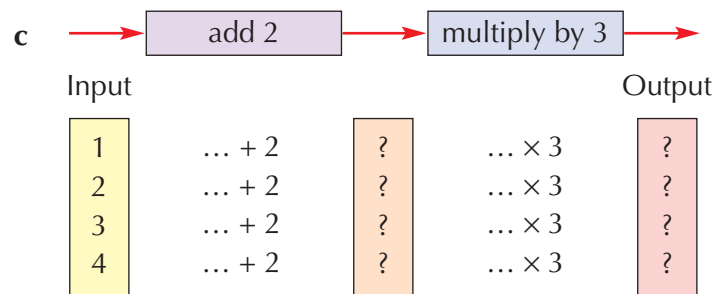 c add 2 multiply by 3
Input Output
1 ... + 2 ? ... × 3 ?
2 ... + 2 ? ... × 3 ?
3 ... + 2 ? ... × 3 ?
4 ... + 2 ? ... × 3 ?